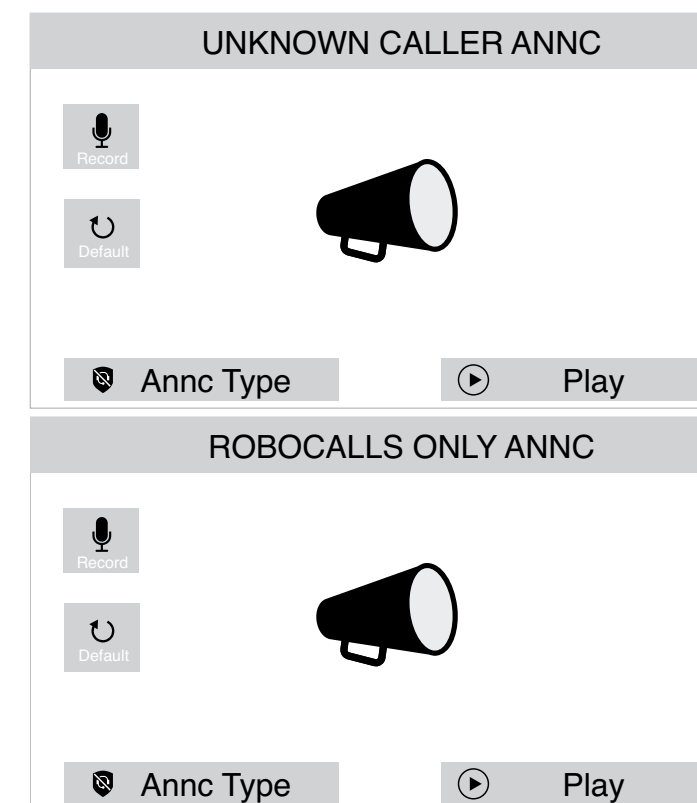 UNKNOWN CALLER ANNC
Record
Default
Annc Type Play
ROBOCALLS ONLY ANNC
Record
Default
Annc Type Play